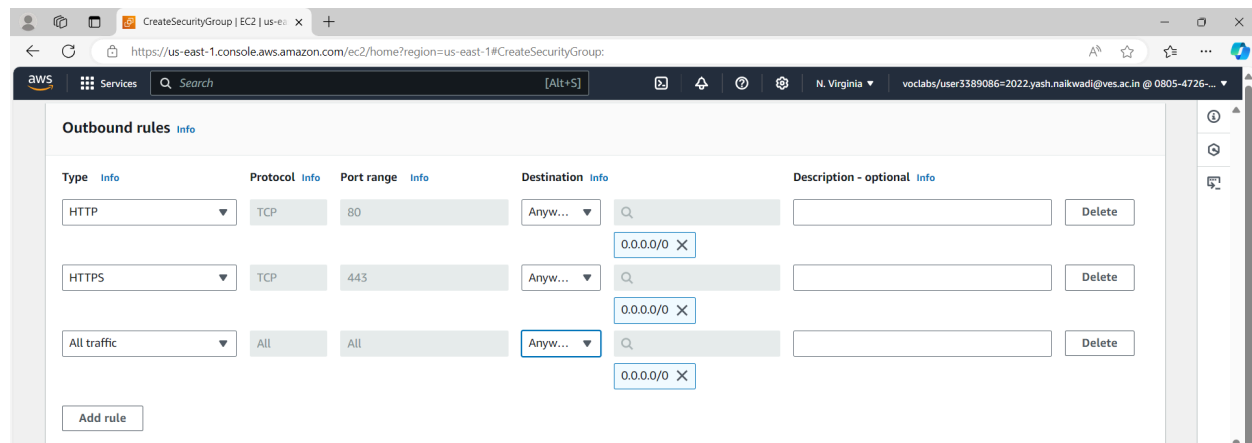 CreateSecurityGroup | EC2 | us-ea
https://us-east-1.console.aws.amazon.com/ec2/home?region=us-east-1#CreateSecurityGroup:
aws Services Search [Alt+S] N. Virginia voclabs/user3389086=2022.yash.naikwadi@ves.ac.in @ 0805-4726-...
Outbound rules Info
Type Info Protocol Info Port range Info Destination Info Description - optional Info
HTTP TCP 80 Anyw... Delete
0.0.0.0/0
HTTPS TCP 443 Anyw... Delete
0.0.0.0/0
All traffic All All Anyw... Delete
0.0.0.0/0
Add rule